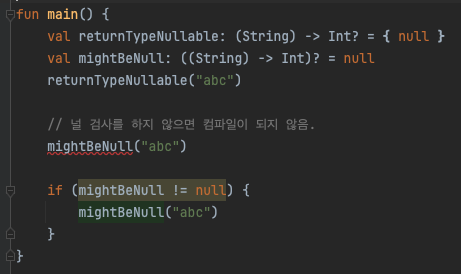 fun main() {
    val returnTypeNullable: (String) -> Int? = { null }
    val mightBeNull: ((String) -> Int)? = null
    returnTypeNullable("abc")

    // 널 검사를 하지 않으면 컴파일이 되지 않음.
    mightBeNull("abc")

    if (mightBeNull != null) {
        mightBeNull("abc")
    }
}